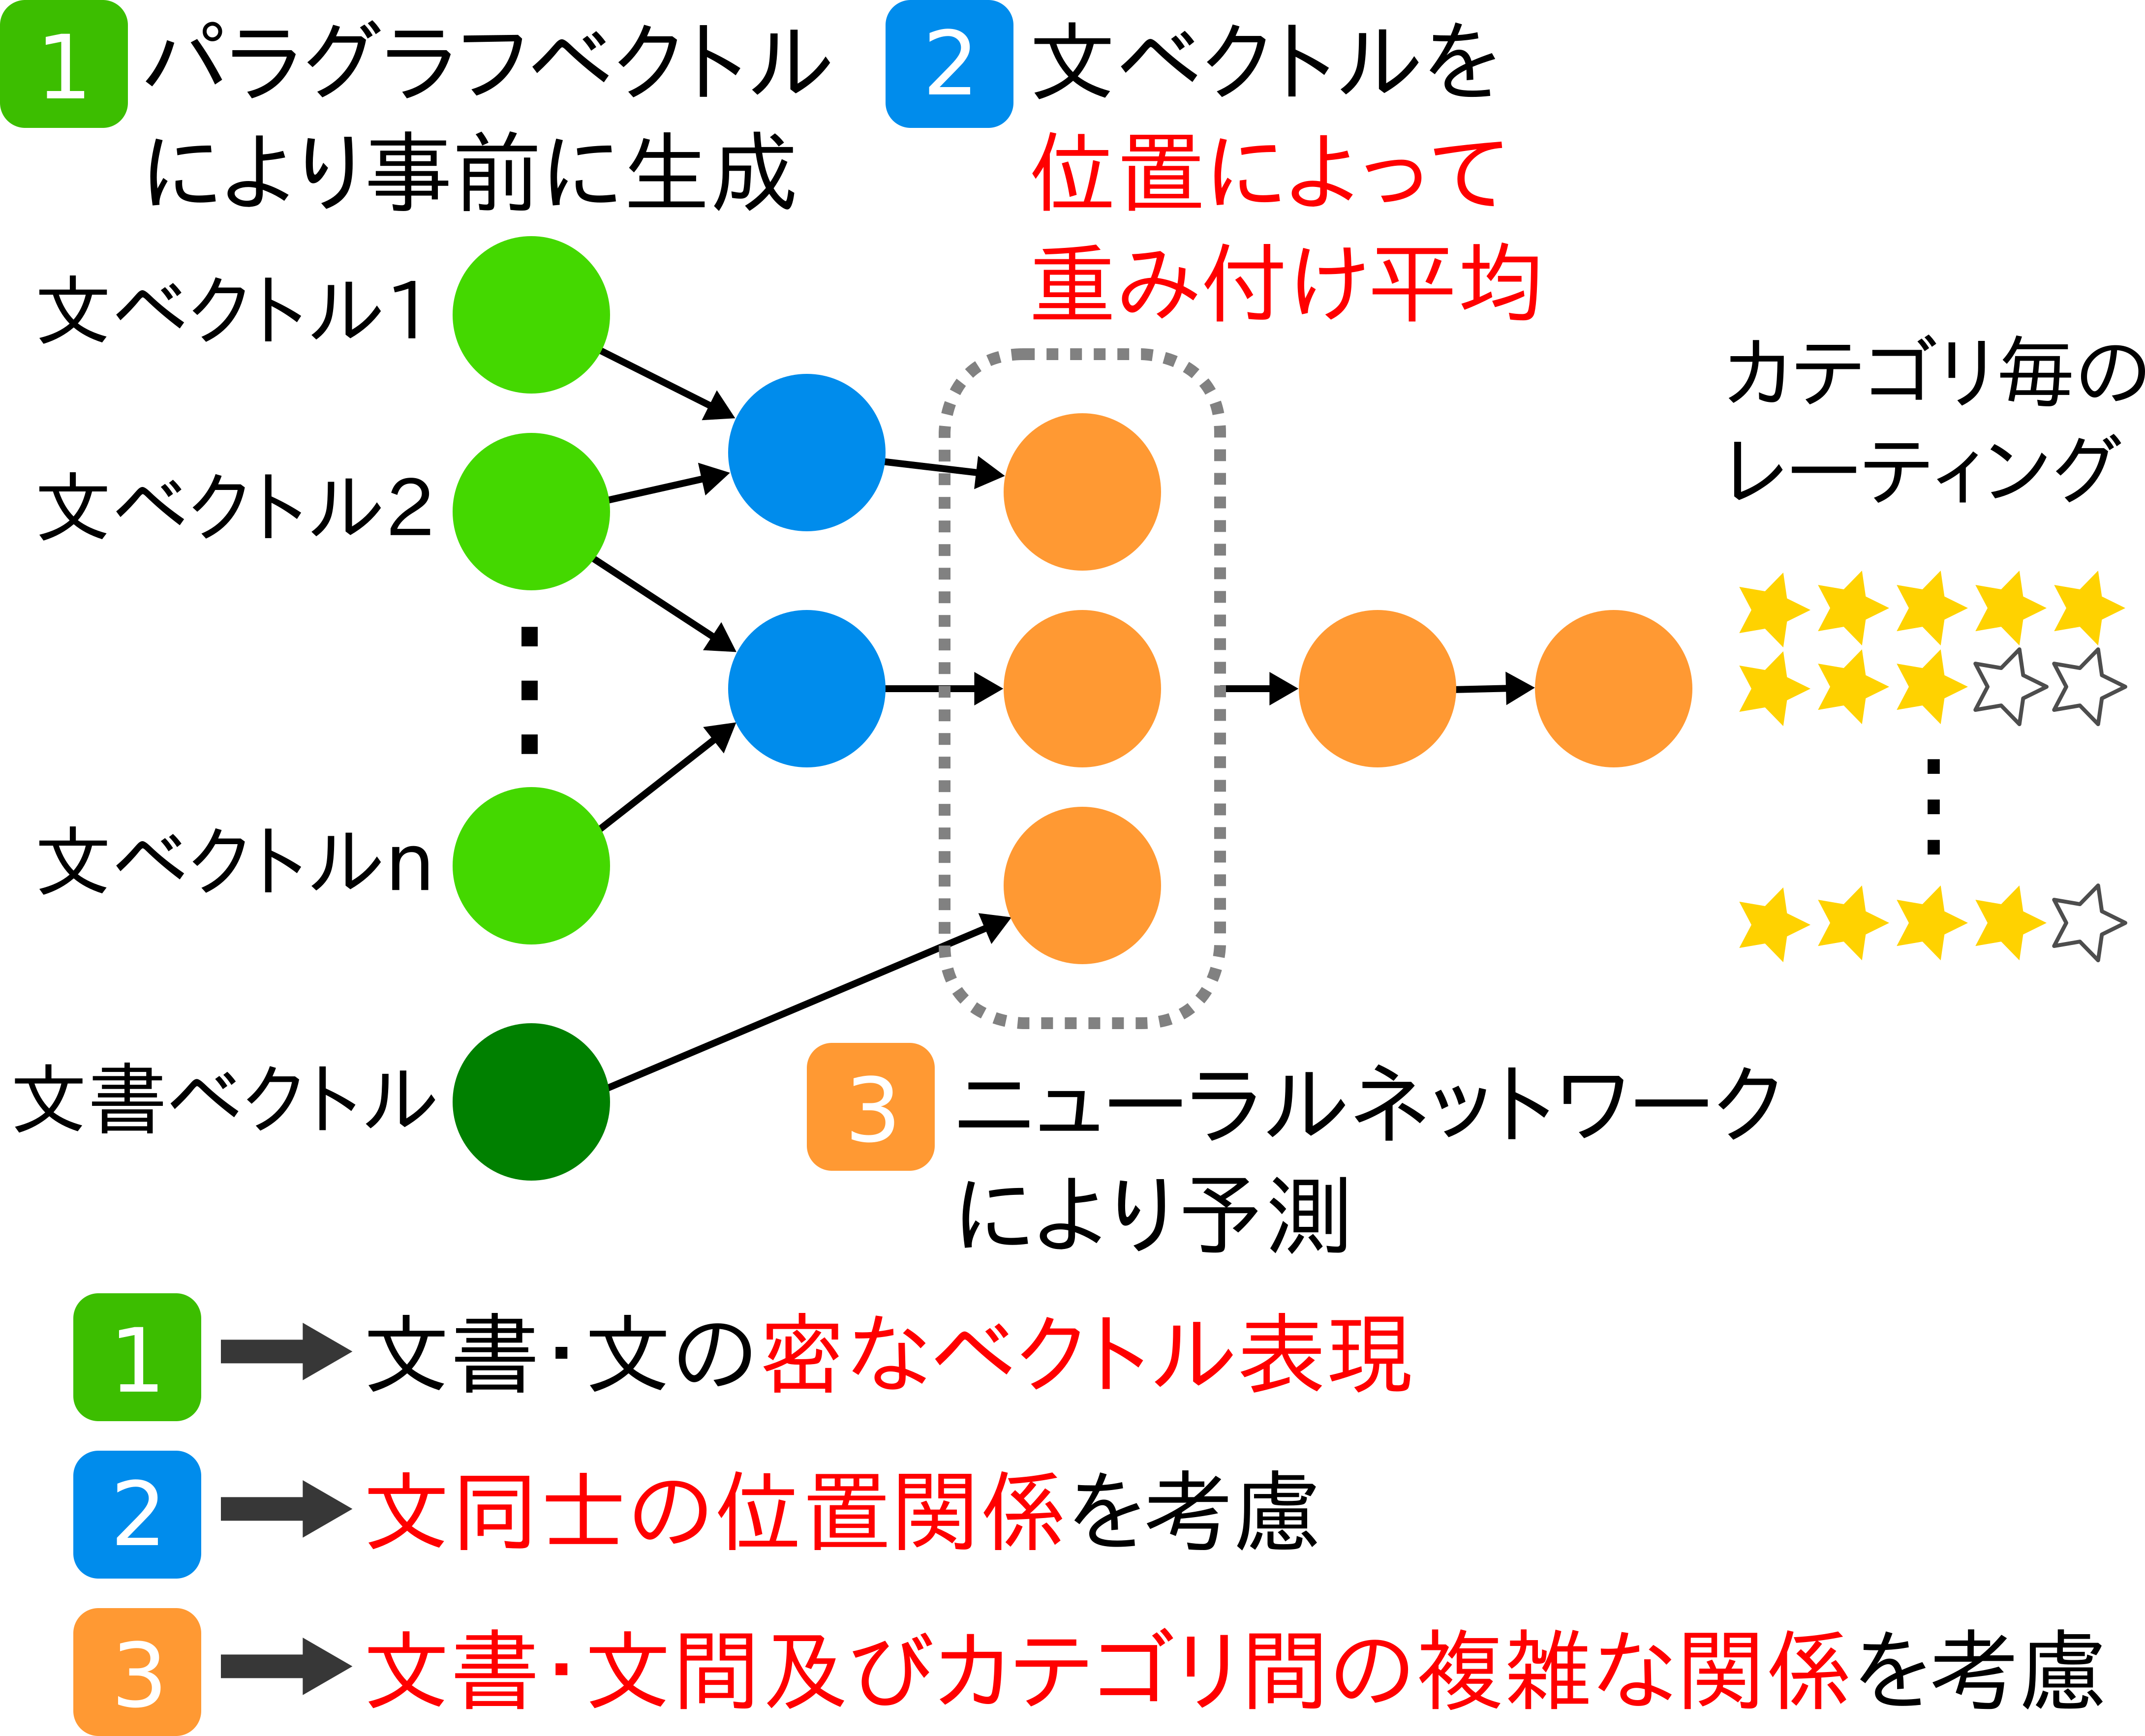 1 パラグラフベクトル
により事前に生成
2 文ベクトルを
位置によって
重み付け平均
文ベクトル1
文ベクトル2
文ベクトルn
文書ベクトル
カテゴリ毎の
レーティング
3 ニューラルネットワーク
により予測
1 文書・文の密なベクトル表現
2 文同士の位置関係を考慮
3 文書・文間及びカテゴリ間の複雑な関係を考慮